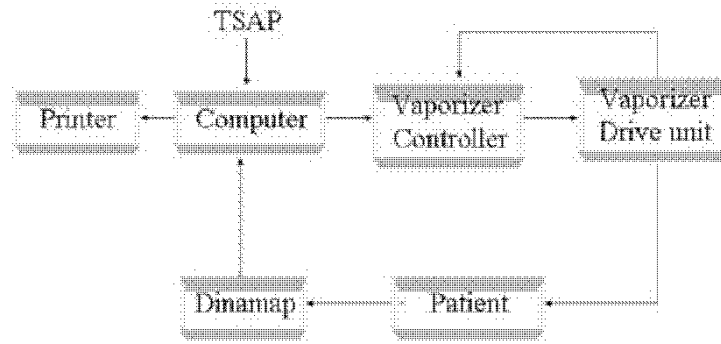 TSAP
Printer
Computer
Vaporizer
Controller
Vaporizer
Drive unit
Dinamap
Patient